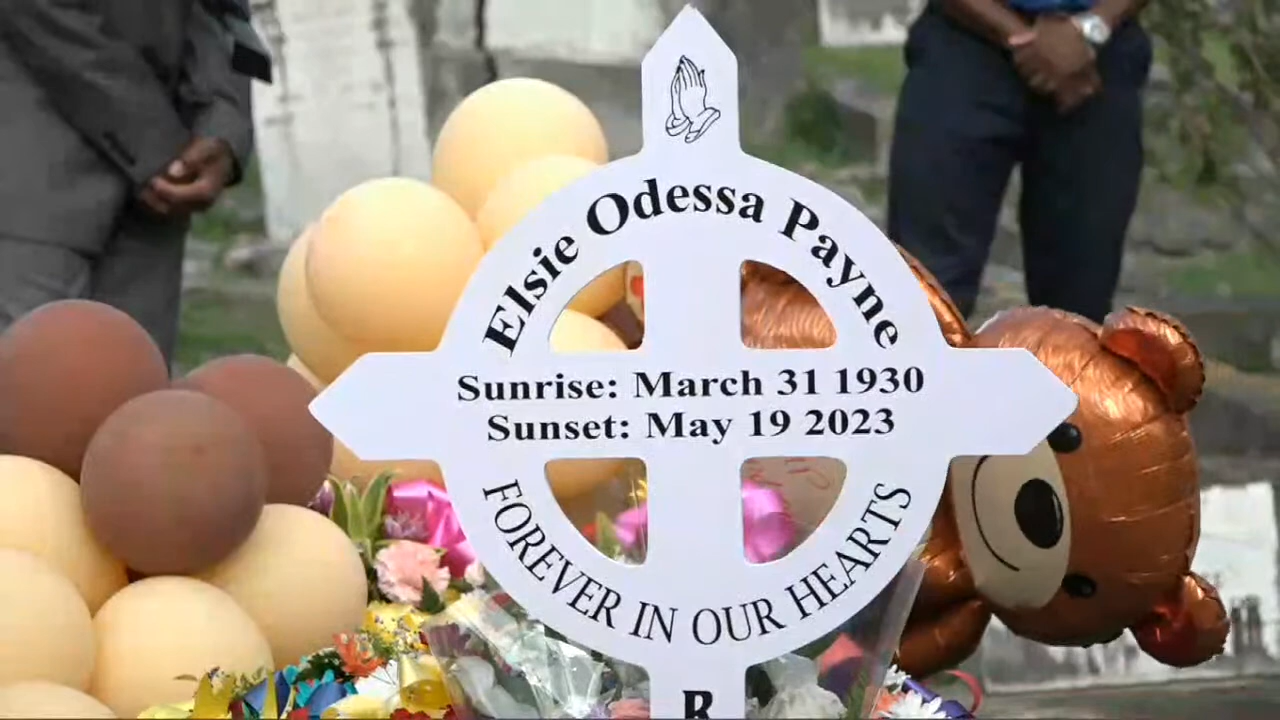 Elsie Odessa Payne
Sunrise: March 31 1930
Sunset: May 19 2023
FOREVER IN OUR HEARTS
R